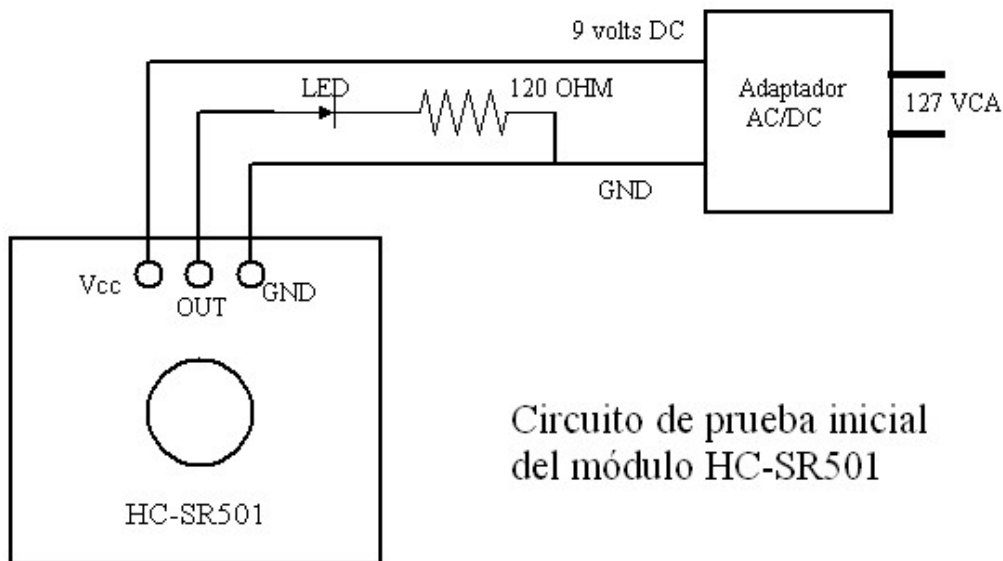 9 volts DC
LED
120 OHM
Adaptador
AC/DC
127 VCA
GND
Vcc
OUT
GND
HC-SR501
Circuito de prueba inicial
del módulo HC-SR501